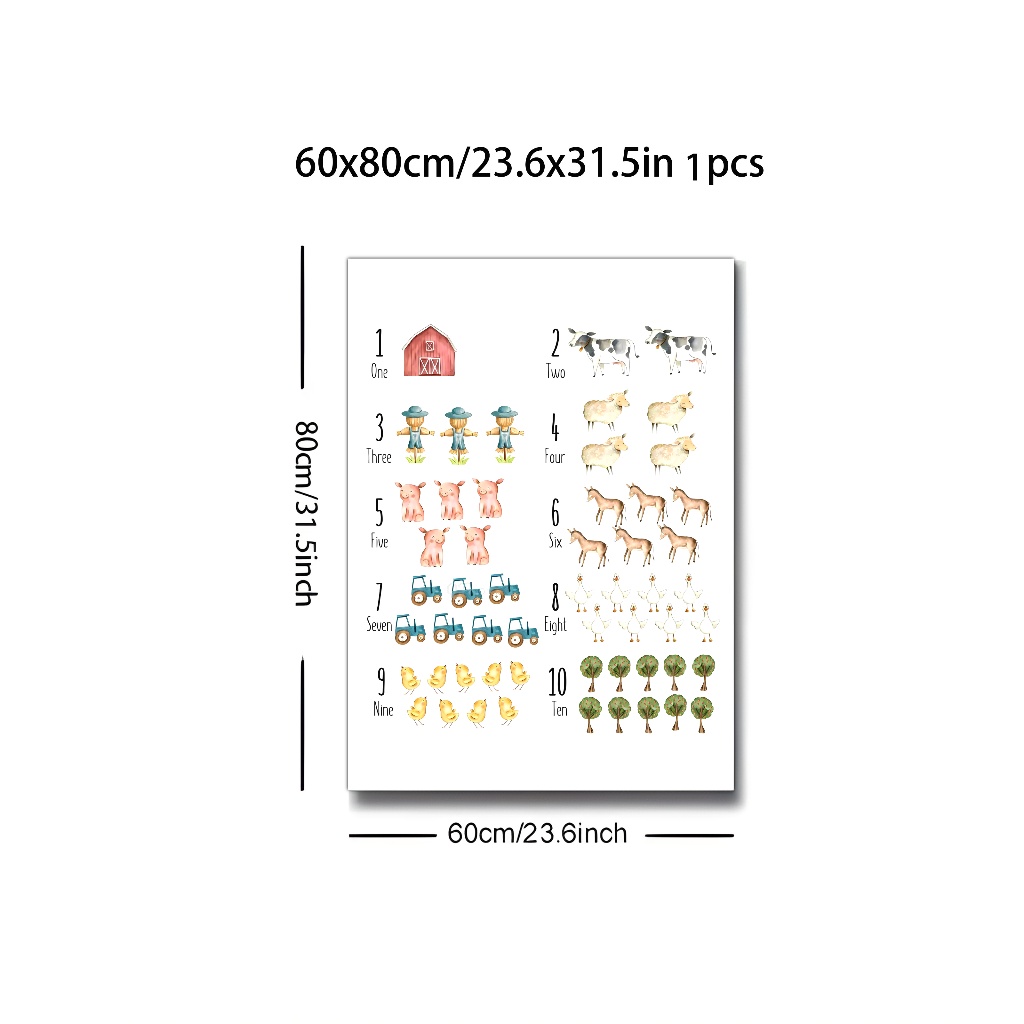 60x80cm/23.6x31.5in 1pcs
80cm/31.5inch
1
One
2
Two
3
Three
4
Four
5
Five
6
Six
7
Seven
8
Eight
9
Nine
10
Ten
60cm/23.6inch